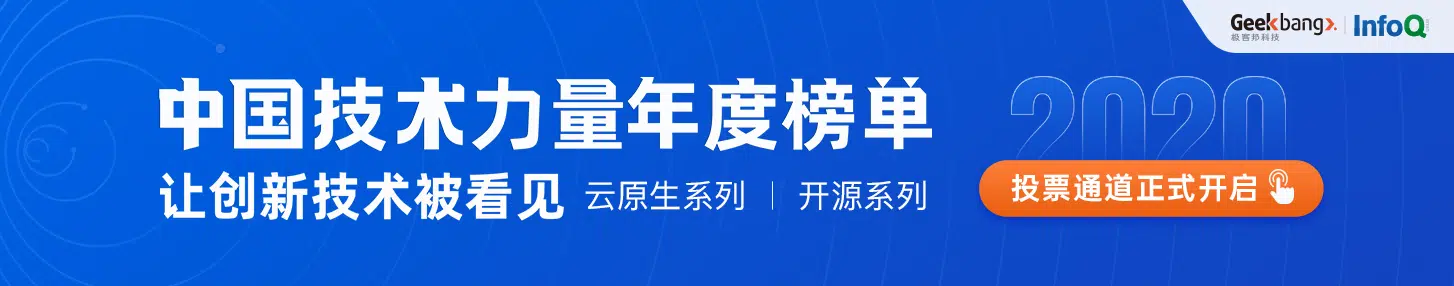 Geekbang>.
极客邦科技
InfoQ
中国技术力量年度榜单
2020
让创新技术被看见
云原生系列 | 开源系列
投票通道正式开启